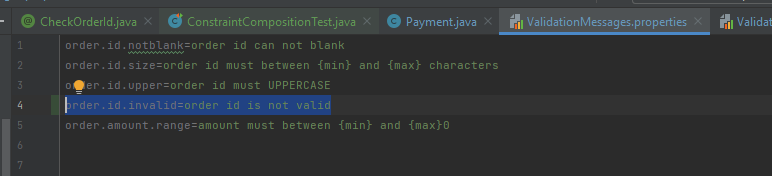 CheckOrderId.java
ConstraintCompositionTest.java
Payment.java
ValidationMessages.properties
Validat
1 order.id.notblank=order id can not blank
2 order.id.size=order id must between {min} and {max} characters
3 order.id.upper=order id must UPPERCASE
4 order.id.invalid=order id is not valid
5 order.amount.range=amount must between {min} and {max}0
6
7